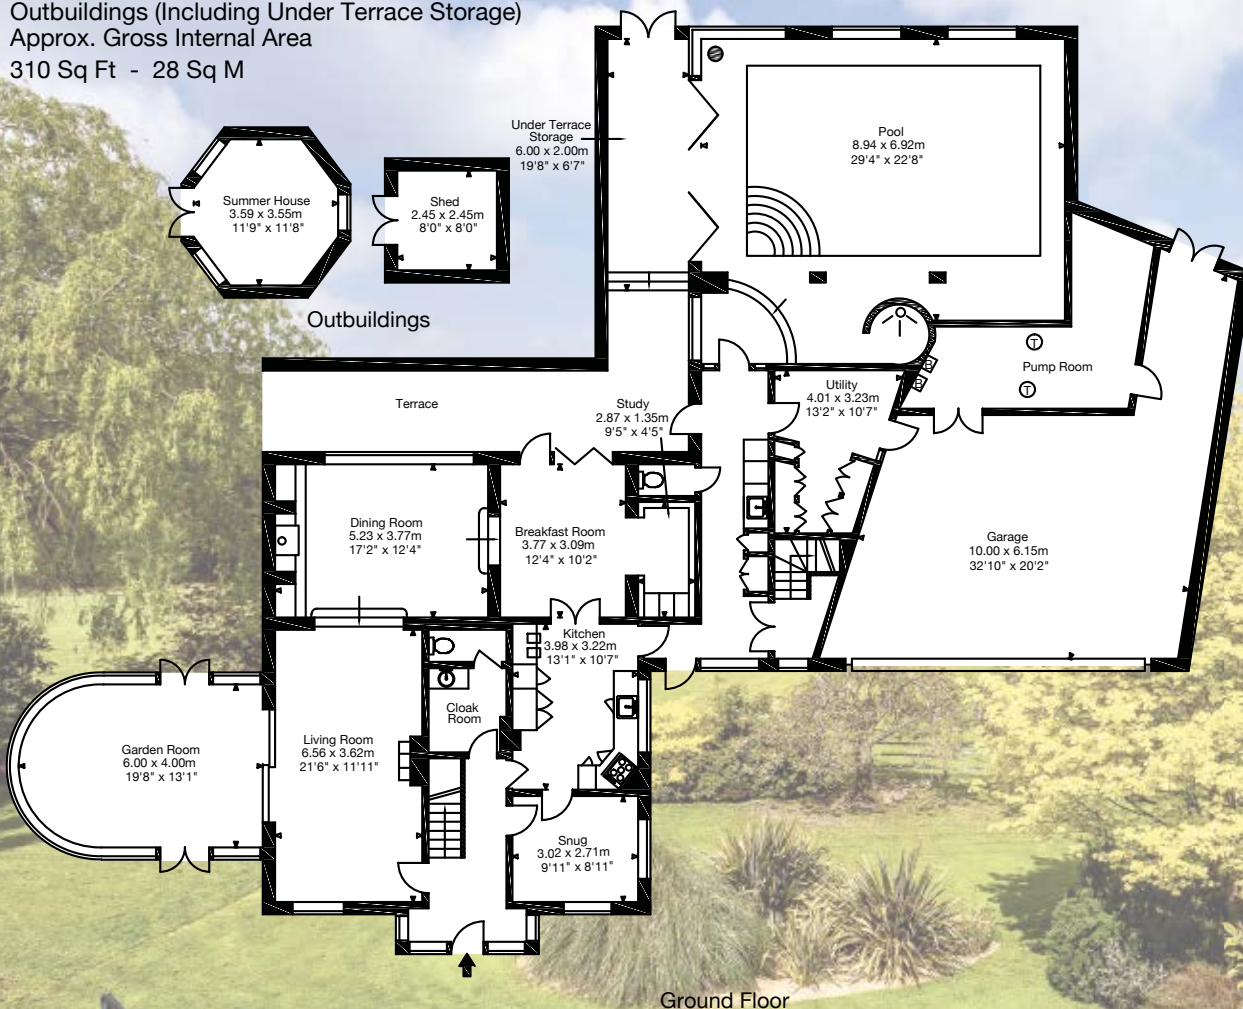 Outbuildings (Including Under Terrace Storage)
Approx. Gross Internal Area
310 Sq Ft - 28 Sq M
Under Terrace
Storage
6.00 x 2.00m
19'8" x 6'7"
Pool
8.94 x 6.92m
29'4" x 22'8"
Summer House
3.59 x 3.55m
11'9" x 11'8"
Shed
2.45 x 2.45m
8'0" x 8'0"
Outbuildings
T
Pump Room
T
B
B
Utility
4.01 x 3.23m
13'2" x 10'7"
Terrace
Study
2.87 x 1.35m
9'5" x 4'5"
Dining Room
5.23 x 3.77m
17'2" x 12'4"
Breakfast Room
3.77 x 3.09m
12'4" x 10'2"
Garage
10.00 x 6.15m
32'10" x 20'2"
Kitchen
3.98 x 3.22m
13'1" x 10'7"
Cloak
Room
Living Room
6.56 x 3.62m
21'6" x 11'11"
Garden Room
6.00 x 4.00m
19'8" x 13'1"
Snug
3.02 x 2.71m
9'11" x 8'11"
Ground Floor